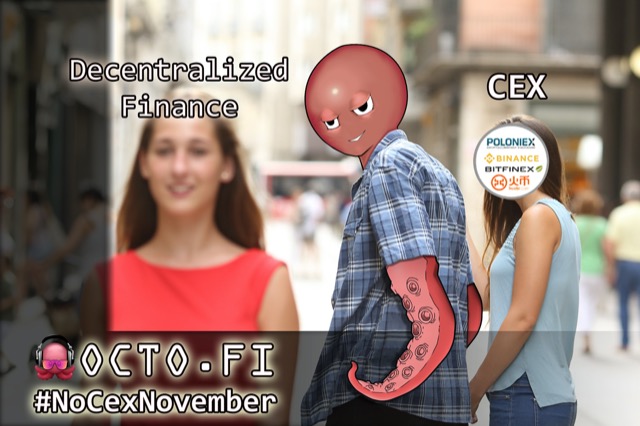 Decentralized
Finance
CEX
POLONIEX
BINANCE
BITFINEX
火币
OCTO.FI
#NoCexNovember